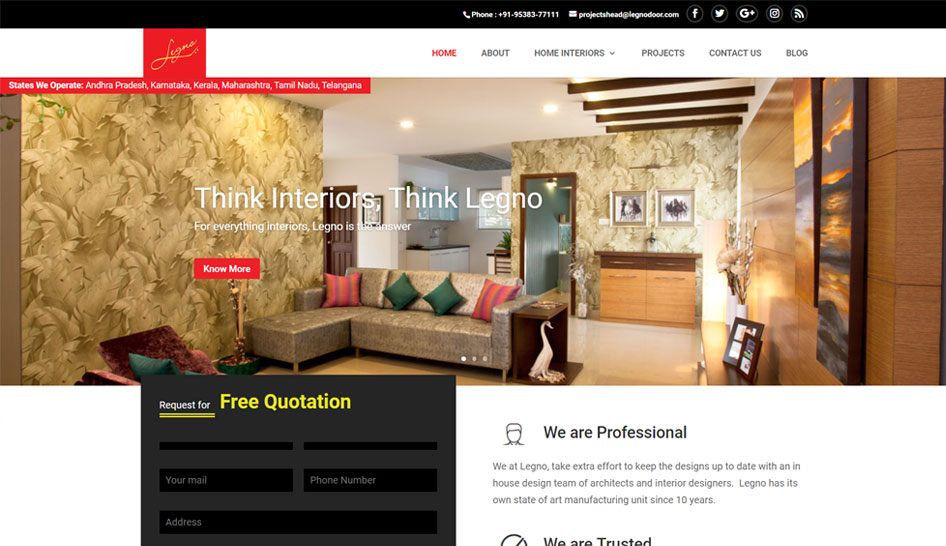 Phone : +91-95383-77111 projectshead@legnodoor.com
Legno
HOME ABOUT HOME INTERIORS PROJECTS CONTACT US BLOG
States We Operate: Andhra Pradesh, Karnataka, Kerala, Maharashtra, Tamil Nadu, Telangana
Think Interiors, Think Legno
For everything interiors, Legno is the answer
Know More
Request for Free Quotation
Your mail Phone Number
Address
We are Professional
We at Legno, take extra effort to keep the designs up to date with an in
house design team of architects and interior designers. Legno has its
own state of art manufacturing unit since 10 years.
We are Trusted